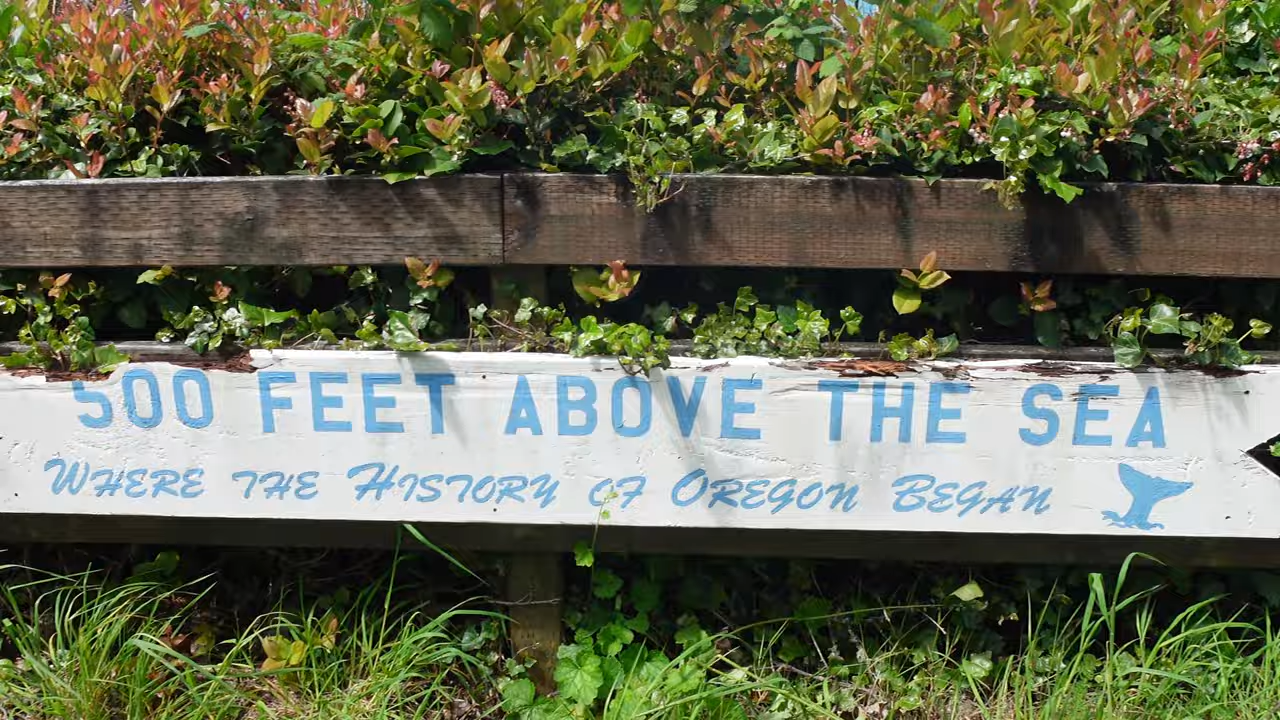 500 FEET ABOVE THE SEA
WHERE THE HISTORY OF OREGON BEGAN